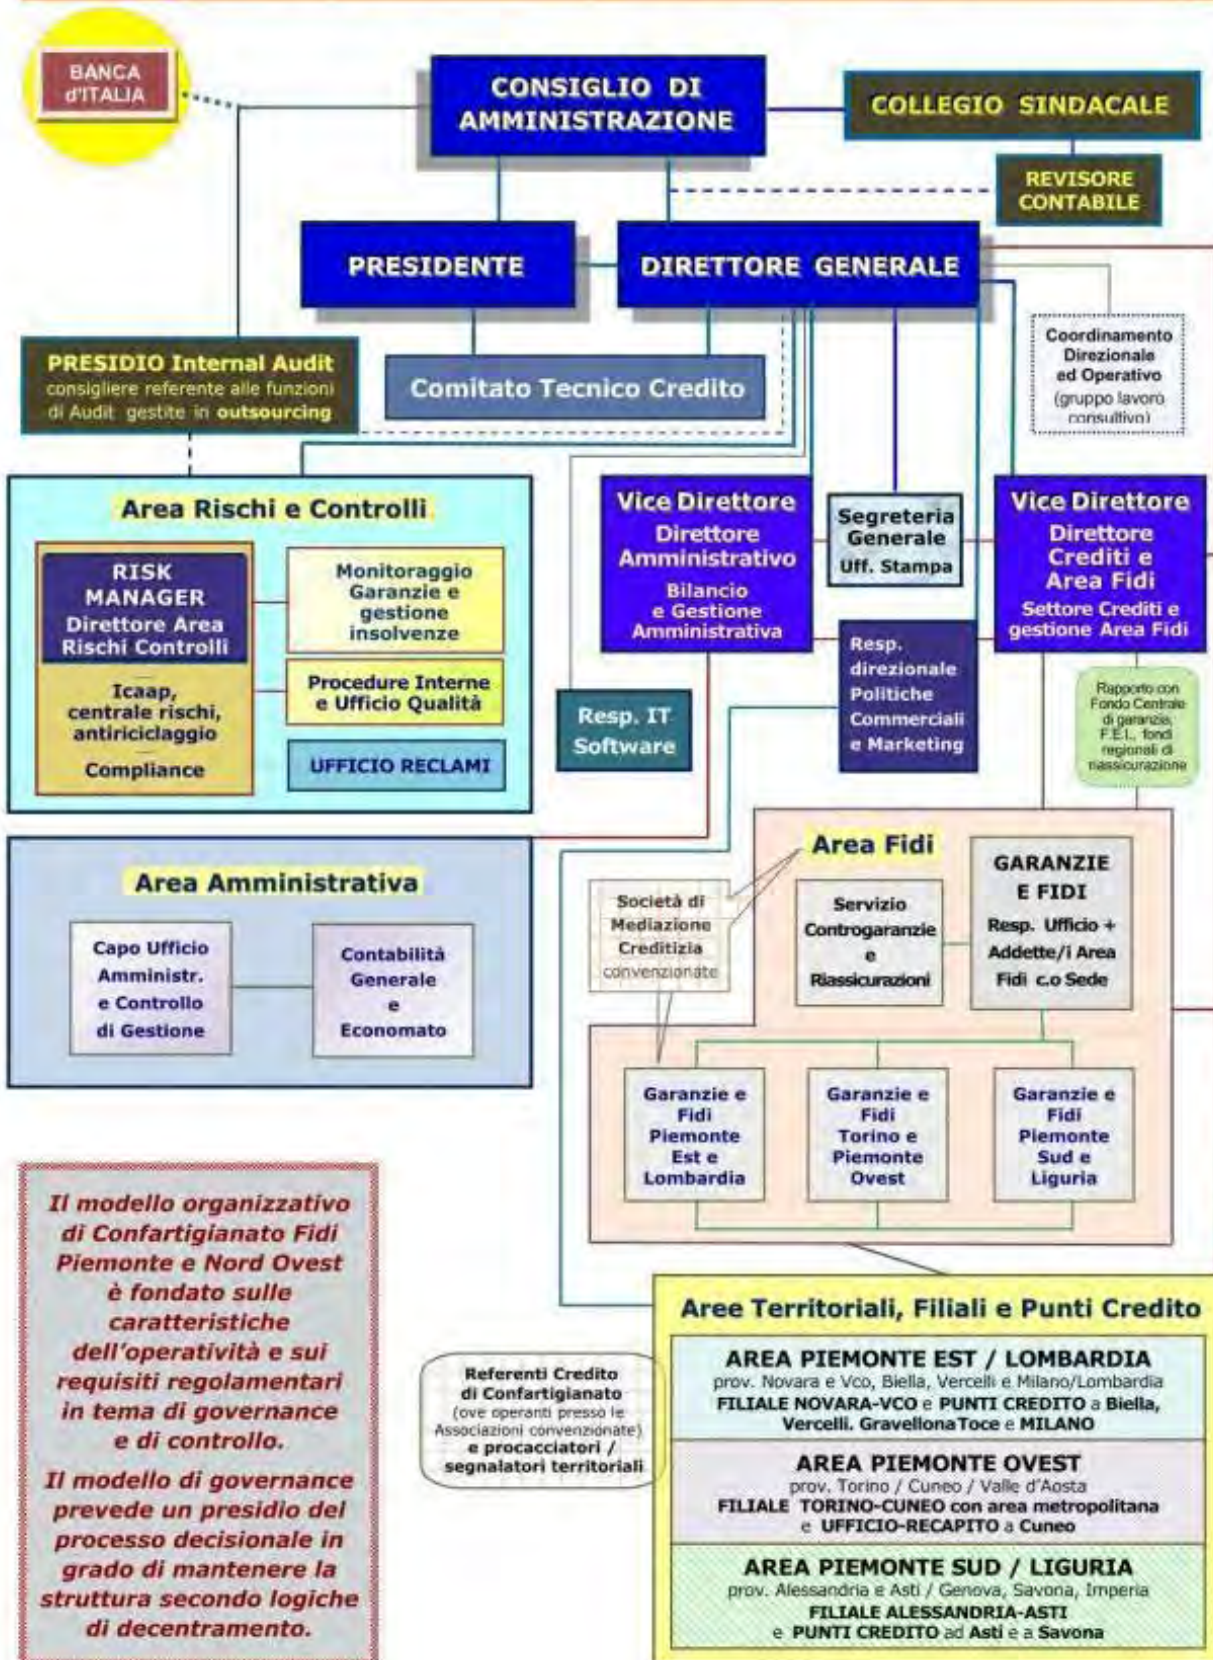 BANCA
d'ITALIA
CONSIGLIO DI
AMMINISTRAZIONE
COLLEGIO SINDACALE
REVISORE
CONTABILE
PRESIDENTE
DIRETTORE GENERALE
PRESIDIO Internal Audit
consigliere referente alle funzioni
di Audit gestite in outsourcing
Comitato Tecnico Credito
Coordinamento
Direzionale
ed Operativo
(gruppo lavoro
consultivo)
Area Rischi e Controlli
RISK
MANAGER
Direttore Area
Rischi Controlli
Icaap,
centrale rischi,
antiriciclaggio
Compliance
Monitoraggio
Garanzie e
gestione
insolvenze
Procedure Interne
e Ufficio Qualità
UFFICIO RECLAMI
Vice Direttore
Direttore
Amministrativo
Bilancio
e Gestione
Amministrativa
Segreteria
Generale
Uff. Stampa
Vice Direttore
Direttore
Crediti e
Area Fidi
Settore Crediti e
gestione Area Fidi
Resp. IT
Software
Resp.
direzionale
Politiche
Commerciali
e Marketing
Rapporto con
Fondo Centrale
di garanzia,
F.E.I., fondi
regionali di
riassicurazione
Area Amministrativa
Capo Ufficio
Amministr.
e Controllo
di Gestione
Contabilità
Generale
e
Economato
Area Fidi
Società di
Mediazione
Creditizia
convenzionate
Servizio
Controgaranzie
e
Riassicurazioni
GARANZIE
E FIDI
Resp. Ufficio +
Addette/i Area
Fidi c.o Sede
Garanzie e
Fidi
Piemonte
Est e
Lombardia
Garanzie e
Fidi
Torino e
Piemonte
Ovest
Garanzie e
Fidi
Piemonte
Sud e
Liguria
Il modello organizzativo
di Confartigianato Fidi
Piemonte e Nord Ovest
è fondato sulle
caratteristiche
dell'operatività e sui
requisiti regolamentari
in tema di governance
e di controllo.
Il modello di governance
prevede un presidio del
processo decisionale in
grado di mantenere la
struttura secondo logiche
di decentramento.
Referenti Credito
di Confartigianato
(ove operanti presso le
Associazioni convenzionate)
e procacciatori /
segnalatori territoriali
Aree Territoriali, Filiali e Punti Credito
AREA PIEMONTE EST / LOMBARDIA
prov. Novara e Vco, Biella, Vercelli e Milano/Lombardia
FILIALE NOVARA-VCO e PUNTI CREDITO a Biella,
Vercelli. Gravellona Toce e MILANO
AREA PIEMONTE OVEST
prov. Torino / Cuneo / Valle d'Aosta
FILIALE TORINO-CUNEO con area metropolitana
e UFFICIO-RECAPITO a Cuneo
AREA PIEMONTE SUD / LIGURIA
prov. Alessandria e Asti / Genova, Savona, Imperia
FILIALE ALESSANDRIA-ASTI
e PUNTI CREDITO ad Asti e a Savona